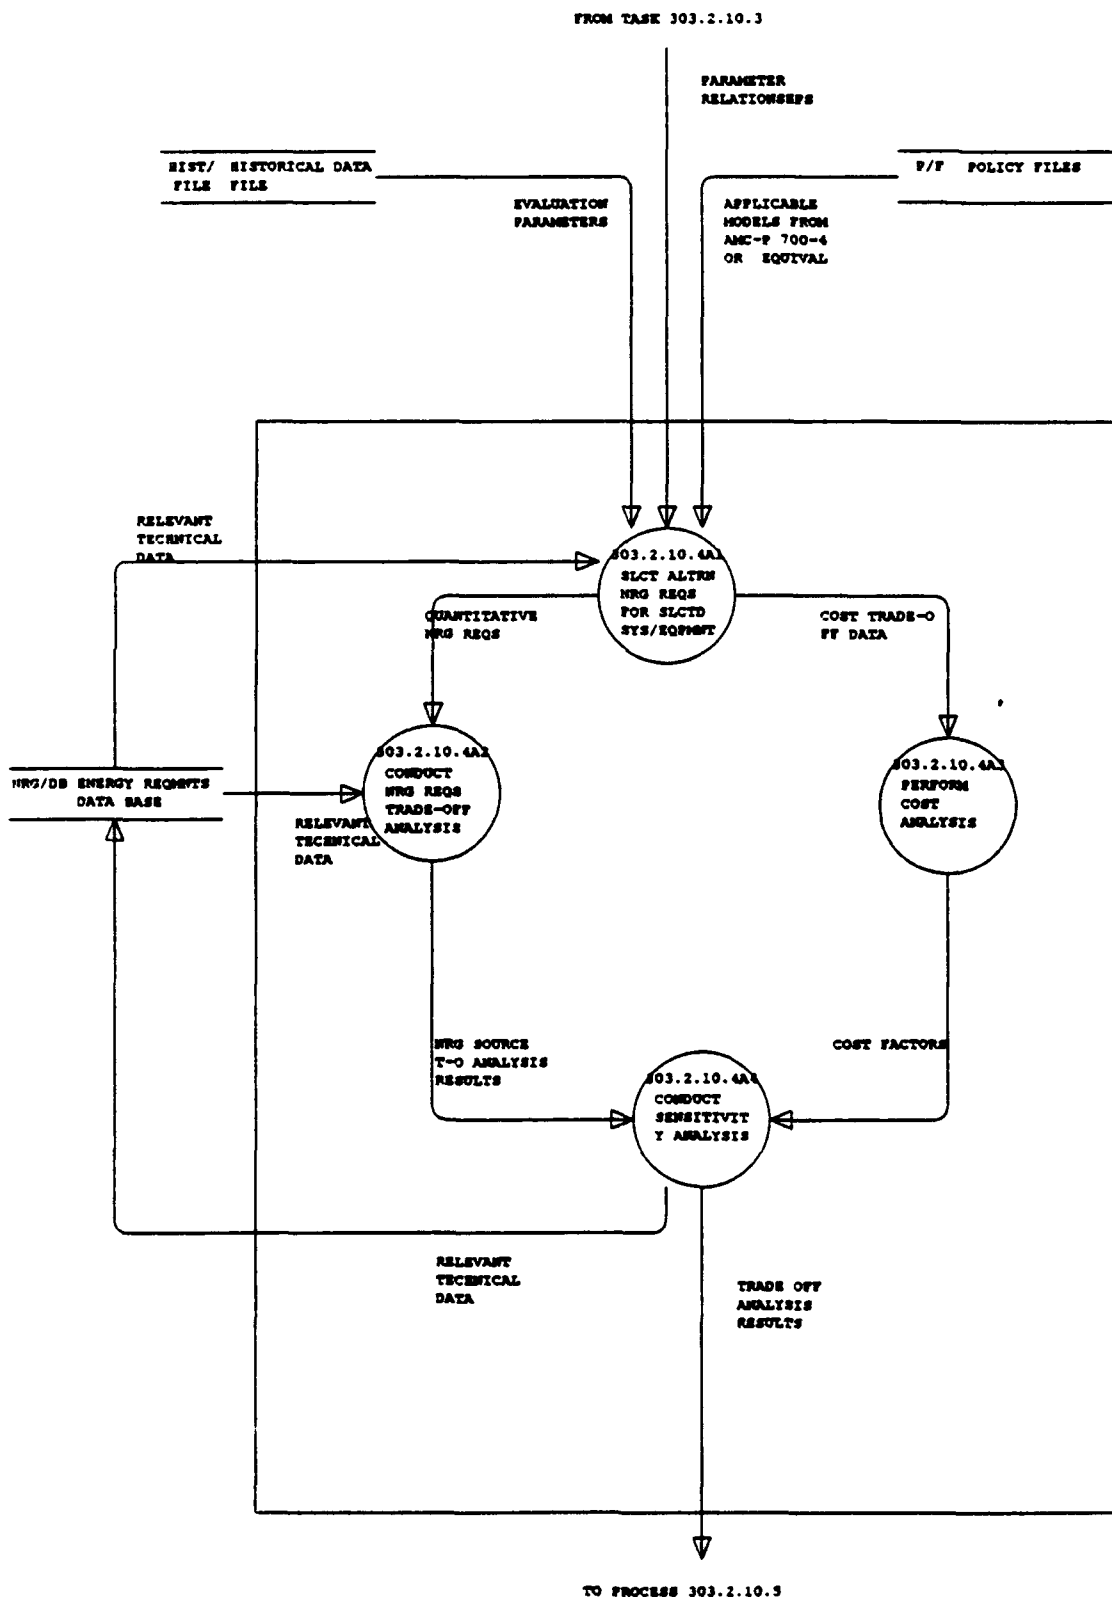 FROM TASK 303.2.10.3
PARAMETER
RELATIONSEPS
HIST/ HISTORICAL DATA
FILE FILE
P/F POLICY FILES
EVALUATION
PARAMETERS
APPLICABLE
MODELS FROM
AMC-P 700-4
OR EQUIVAL
RELEVANT
TECHNICAL
DATA
303.2.10.4A1
SLCT ALTRN
NRG REQS
FOR SLCTD
SYS/EQPMNT
QUANTITATIVE
NRG REQS
COST TRADE-O
FF DATA
303.2.10.4A2
CONDUCT
NRG REQS
TRADE-OFF
ANALYSIS
303.2.10.4A3
PERFORM
COST
ANALYSIS
NRG/DB ENERGY REQMNTS
DATA BASE
RELEVANT
TECHNICAL
DATA
NRG SOURCE
T-O ANALYSIS
RESULTS
COST FACTORS
303.2.10.4A4
CONDUCT
SENSITIVIT
Y ANALYSIS
RELEVANT
TECHNICAL
DATA
TRADE OFF
ANALYSIS
RESULTS
TO PROCESS 303.2.10.5